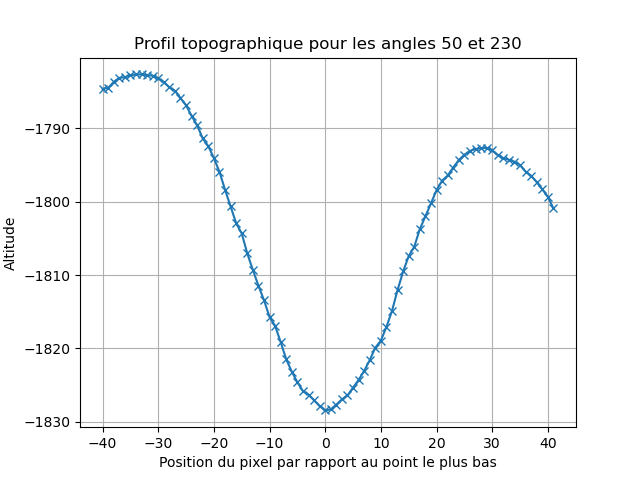 Profil topographique pour les angles 50 et 230
Altitude
−1790
−1800
−1810
−1820
−1830
−40 −30 −20 −10 0 10 20 30 40
Position du pixel par rapport au point le plus bas